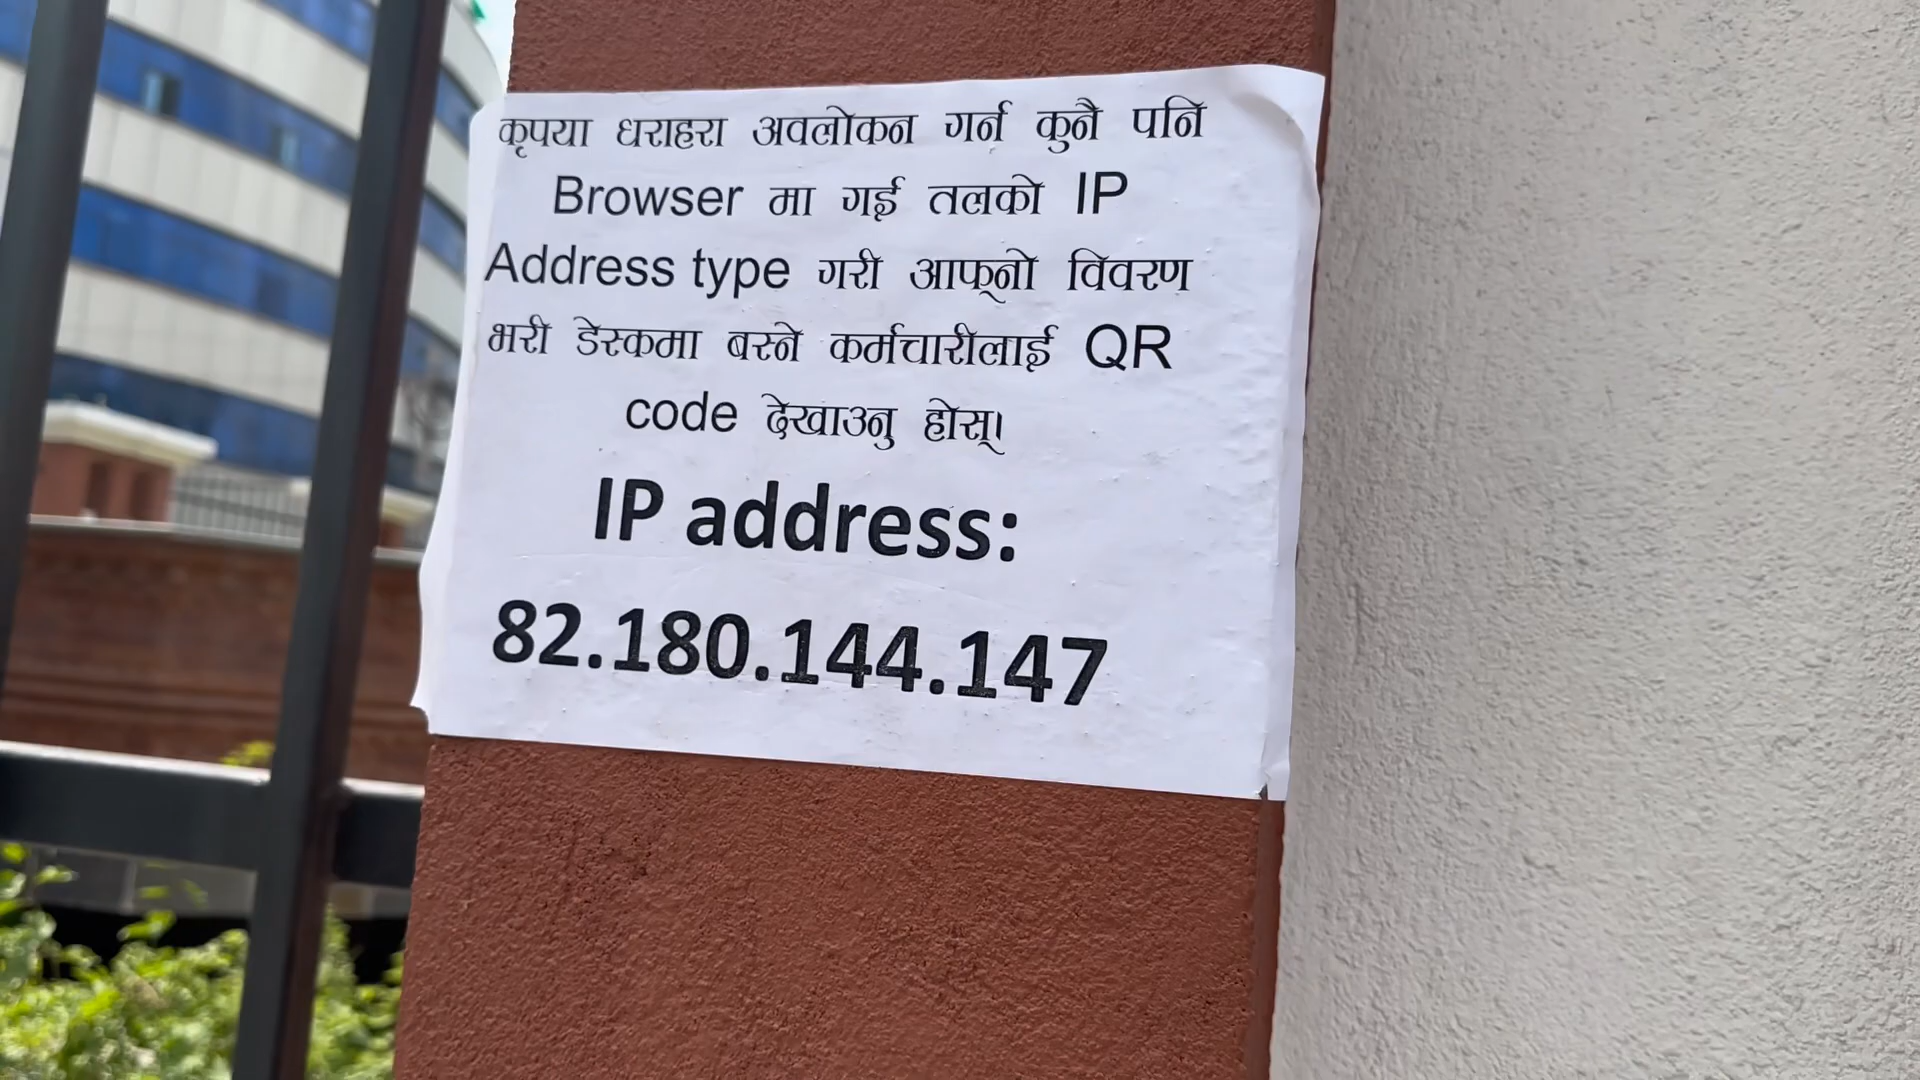 कृपया धराहरा अवलोकन गर्न कुनै पनि
Browser मा गई तलको IP
Address type गरी आफ्नो विवरण
भरी डेस्कमा बस्ने कर्मचारीलाई QR
code देखाउनु होस्।
IP address:
82.180.144.147